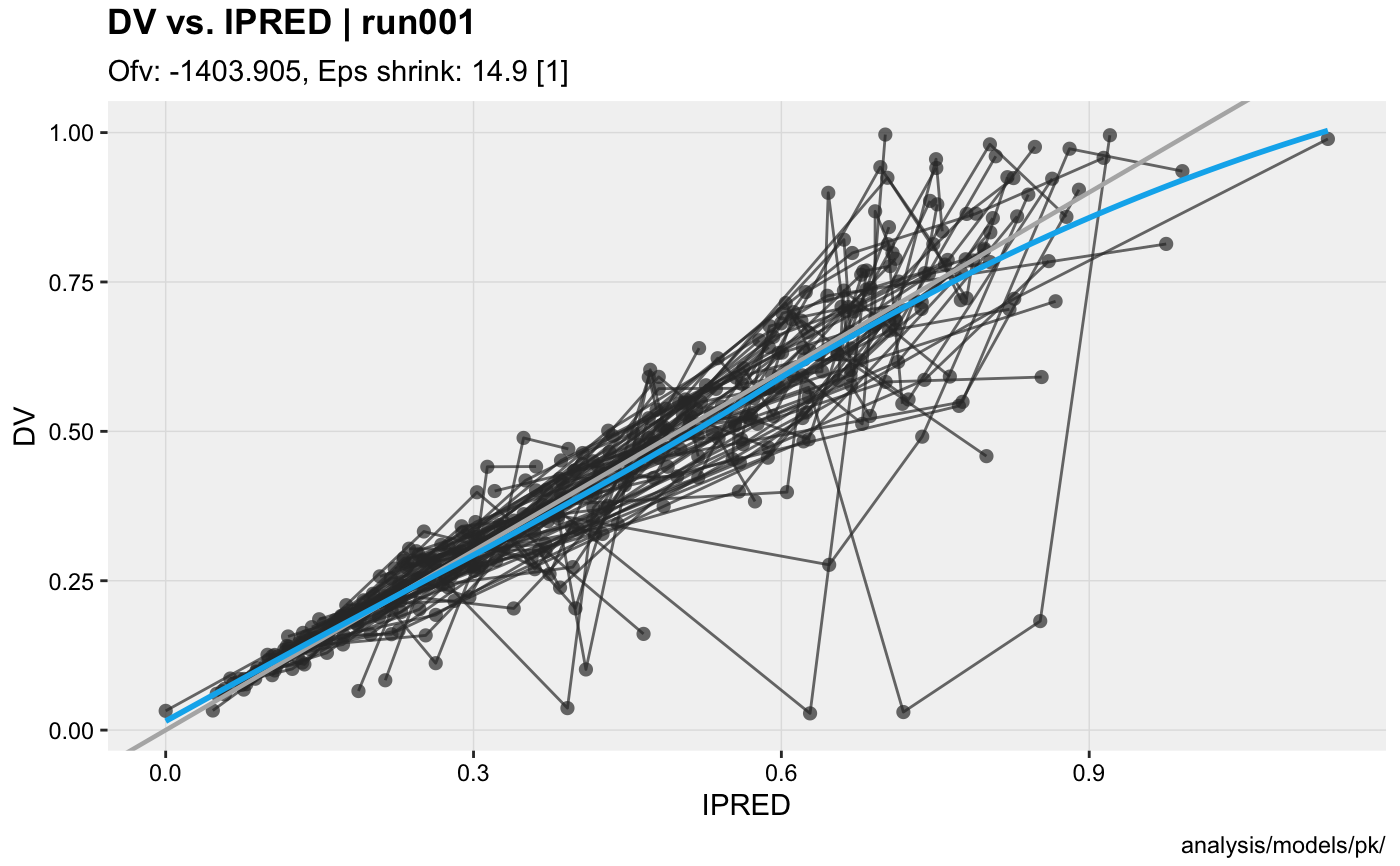 DV vs. IPRED | run001
Ofv: -1403.905, Eps shrink: 14.9 [1]
1.00
0.75
0.50
0.25
0.00
DV
0.0 0.3 0.6 0.9
IPRED
analysis/models/pk/